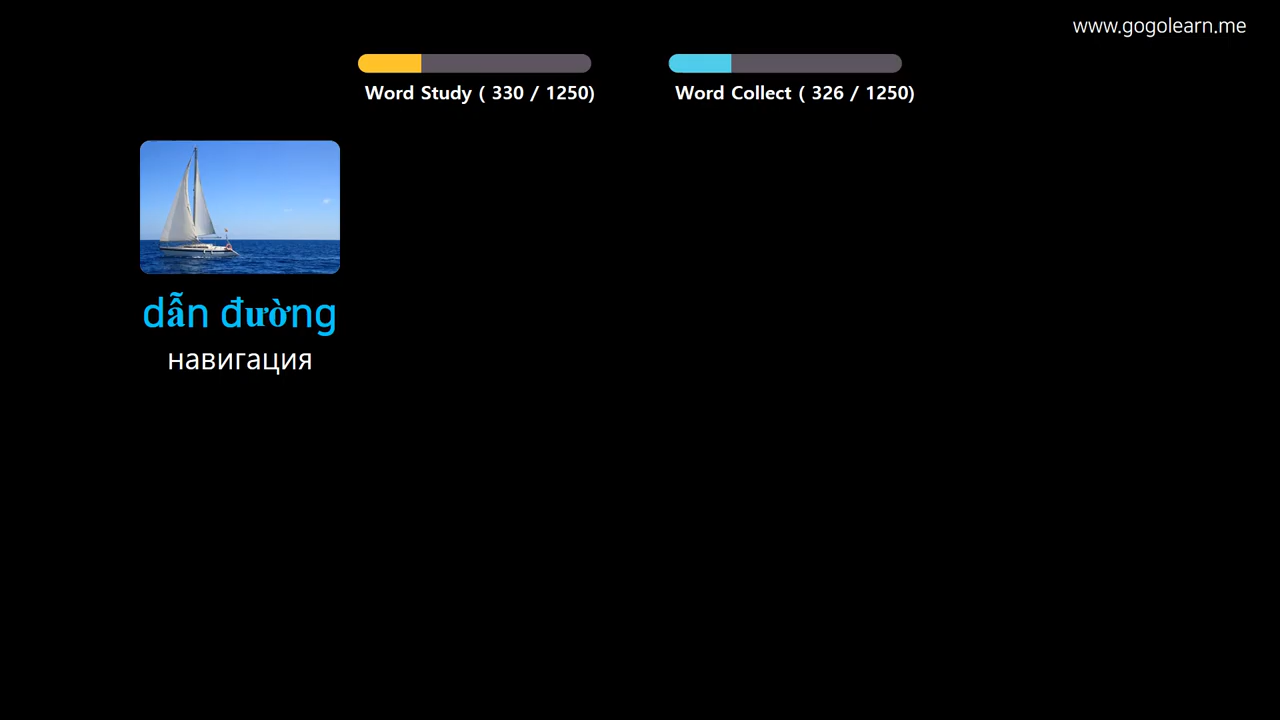 www.gogolearn.me
Word Study ( 330 / 1250)
Word Collect ( 326 / 1250)
dẫn đường
навигация